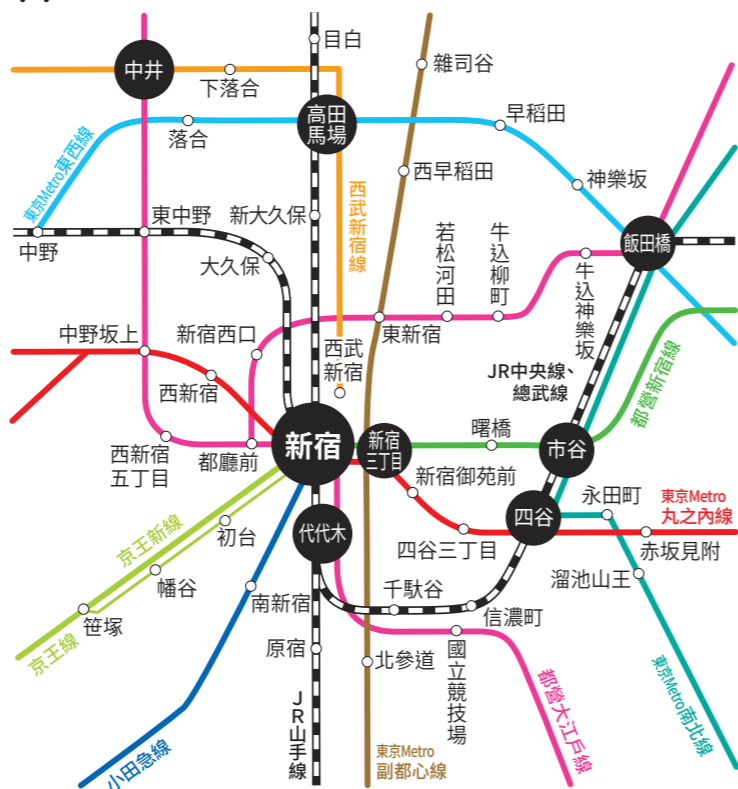 目白
雜司谷
中井
下落合
高田
馬場
早稻田
東京Metro東西線
落合
西早稻田
神樂坂
西武新宿線
東中野
新大久保
若松河田
牛込柳町
飯田橋
中野
大久保
牛込神樂坂
中野坂上
新宿西口
東新宿
西武
新宿
JR中央線、
總武線
都營新宿線
西新宿
西新宿
五丁目
都廳前
新宿
新宿
三丁目
曙橋
市谷
新宿御苑前
永田町
東京Metro
丸之內線
京王新線
初台
代代木
四谷三丁目
四谷
赤坂見附
幡谷
南新宿
千馱谷
信濃町
溜池山王
笹塚
京王線
原宿
北參道
國立競技場
小田急線
JR山手線
東京Metro
副都心線
都營大江戶線
東京Metro南北線